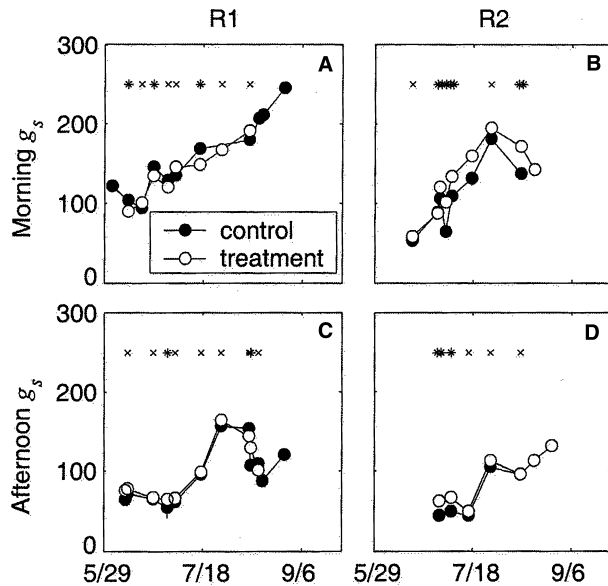 R1 R2
300 A B
Morning g_s
200
100
0
control
treatment
300 C D
Afternoon g_s
200
100
0
5/29 7/18 9/6 5/29 7/18 9/6